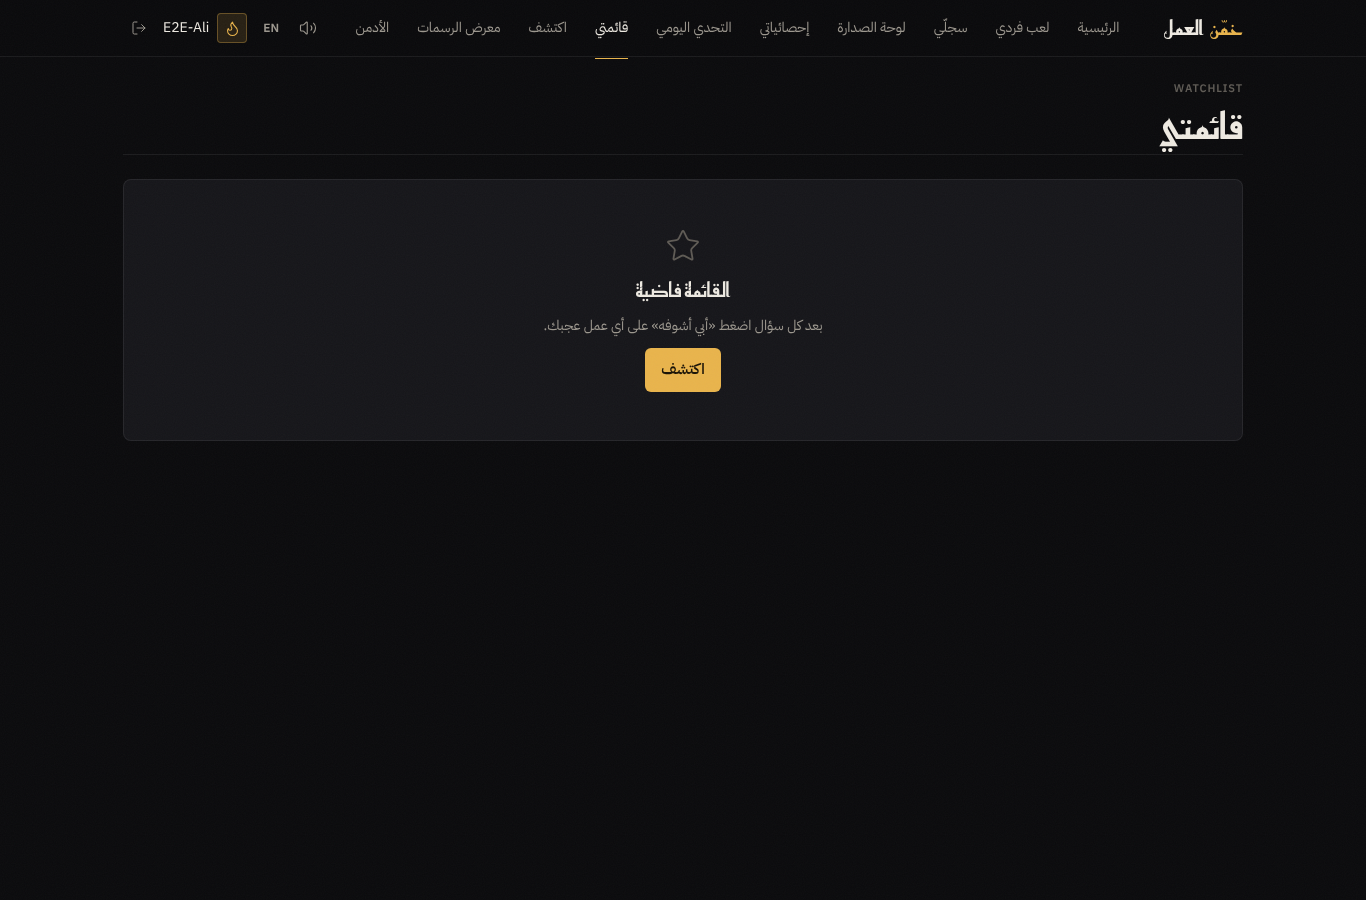 خمّن العمل
الرئيسية
لعب فردي
سجلّي
لوحة الصدارة
إحصائياتي
التحدي اليومي
قائمتي
اكتشف
معرض الرسمات
الأدمن
EN
E2E-Ali
WATCHLIST
قائمتي
القائمة فاضية
بعد كل سؤال اضغط «أبي أشوفه» على أي عمل عجبك.
اكتشف